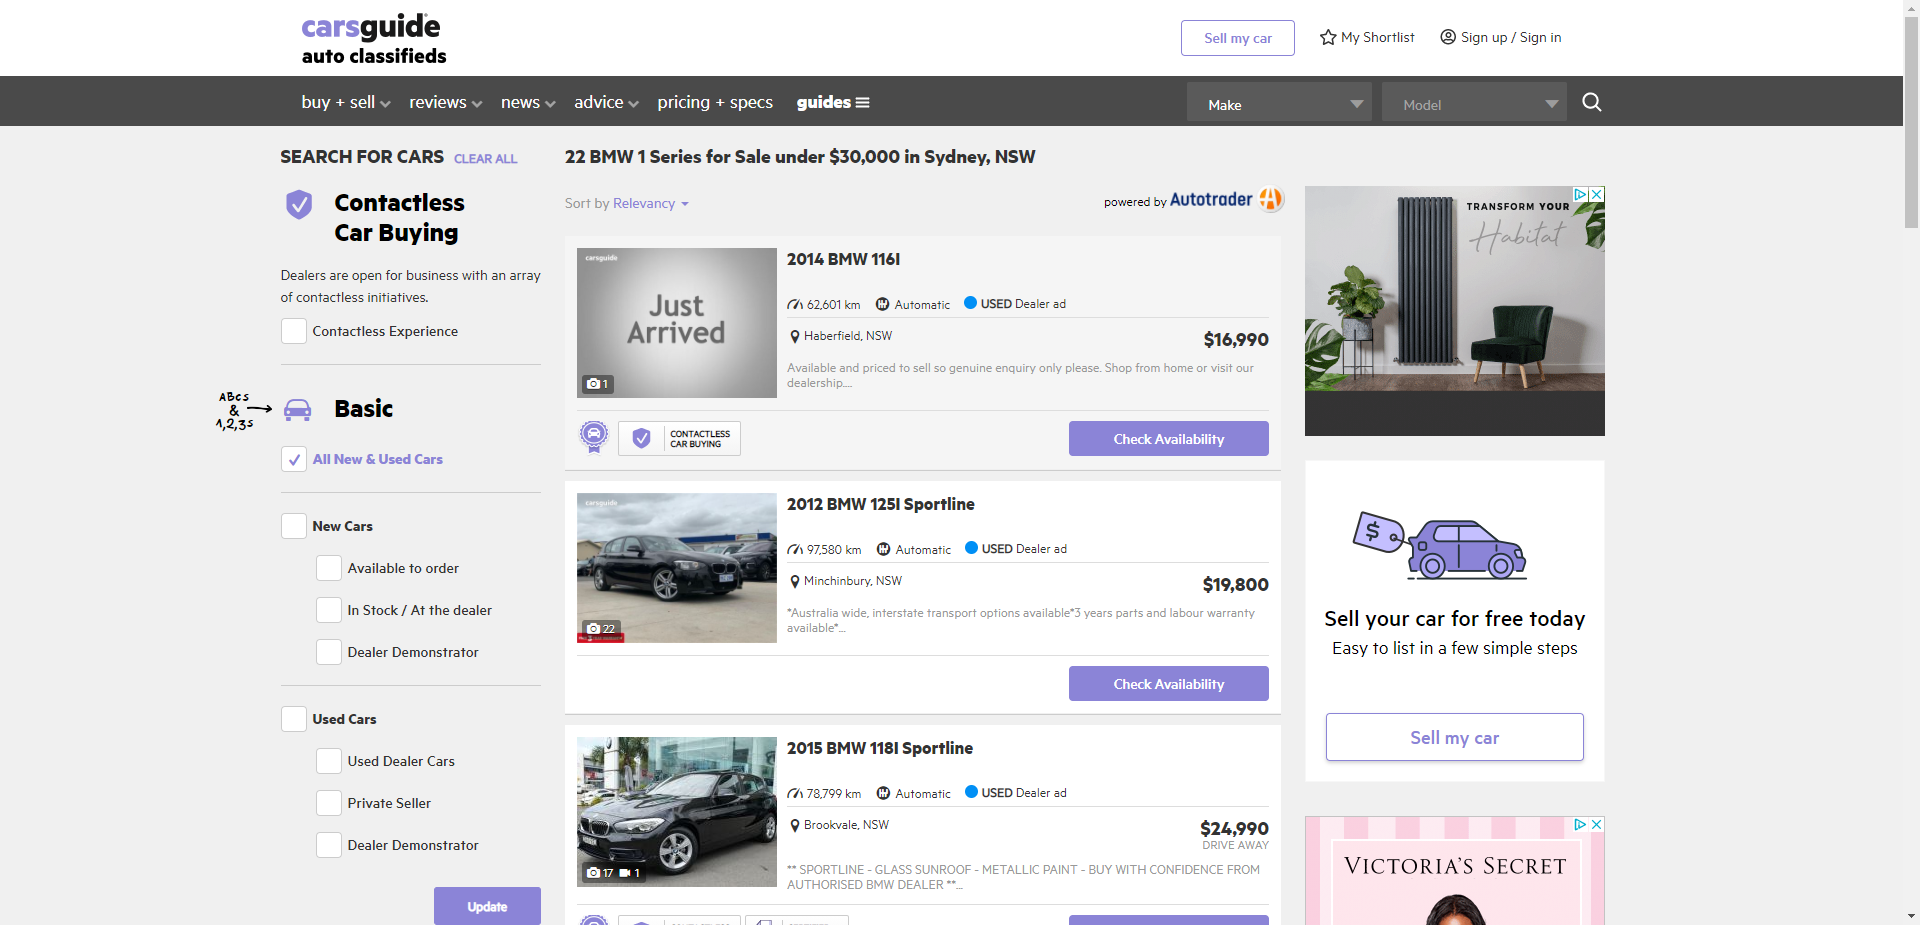 carsguide
auto classifieds
Sell my car
My Shortlist
Sign up / Sign in
buy + sell
reviews
news
advice
pricing + specs
guides
Make
Model
SEARCH FOR CARS
CLEAR ALL
Contactless
Car Buying
Dealers are open for business with an array
of contactless initiatives.
Contactless Experience
ABCs
&
1,2,3s
Basic
All New & Used Cars
New Cars
Available to order
In Stock / At the dealer
Dealer Demonstrator
Used Cars
Used Dealer Cars
Private Seller
Dealer Demonstrator
Update
22 BMW 1 Series for Sale under $30,000 in Sydney, NSW
Sort by Relevancy
powered by Autotrader
carsguide
Just
Arrived
1
2014 BMW 116I
62,601 km
Automatic
USED Dealer ad
Haberfield, NSW
$16,990
Available and priced to sell so genuine enquiry only please. Shop from home or visit our
dealership....
CONTACTLESS
CAR BUYING
Check Availability
carsguide
22
2012 BMW 125I Sportline
97,580 km
Automatic
USED Dealer ad
Minchinbury, NSW
$19,800
*Australia wide, interstate transport options available*3 years parts and labour warranty
available*...
Check Availability
17
1
2015 BMW 118I Sportline
78,799 km
Automatic
USED Dealer ad
Brookvale, NSW
$24,990
DRIVE AWAY
** SPORTLINE - GLASS SUNROOF - METALLIC PAINT - BUY WITH CONFIDENCE FROM
AUTHORISED BMW DEALER **...
TRANSFORM YOUR
Habitat
$
Sell your car for free today
Easy to list in a few simple steps
Sell my car
VICTORIA'S SECRET